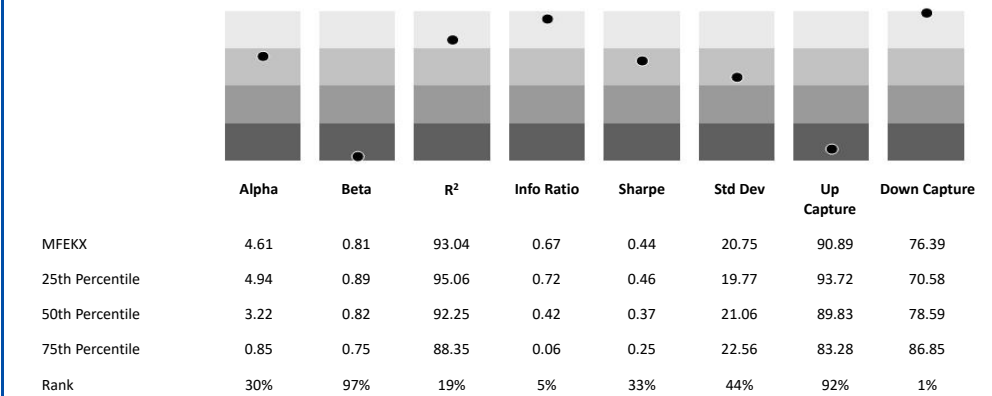 Alpha Beta R² Info Ratio Sharpe Std Dev Up Capture Down Capture
MFEKX 4.61 0.81 93.04 0.67 0.44 20.75 90.89 76.39
25th Percentile 4.94 0.89 95.06 0.72 0.46 19.77 93.72 70.58
50th Percentile 3.22 0.82 92.25 0.42 0.37 21.06 89.83 78.59
75th Percentile 0.85 0.75 88.35 0.06 0.25 22.56 83.28 86.85
Rank 30% 97% 19% 5% 33% 44% 92% 1%